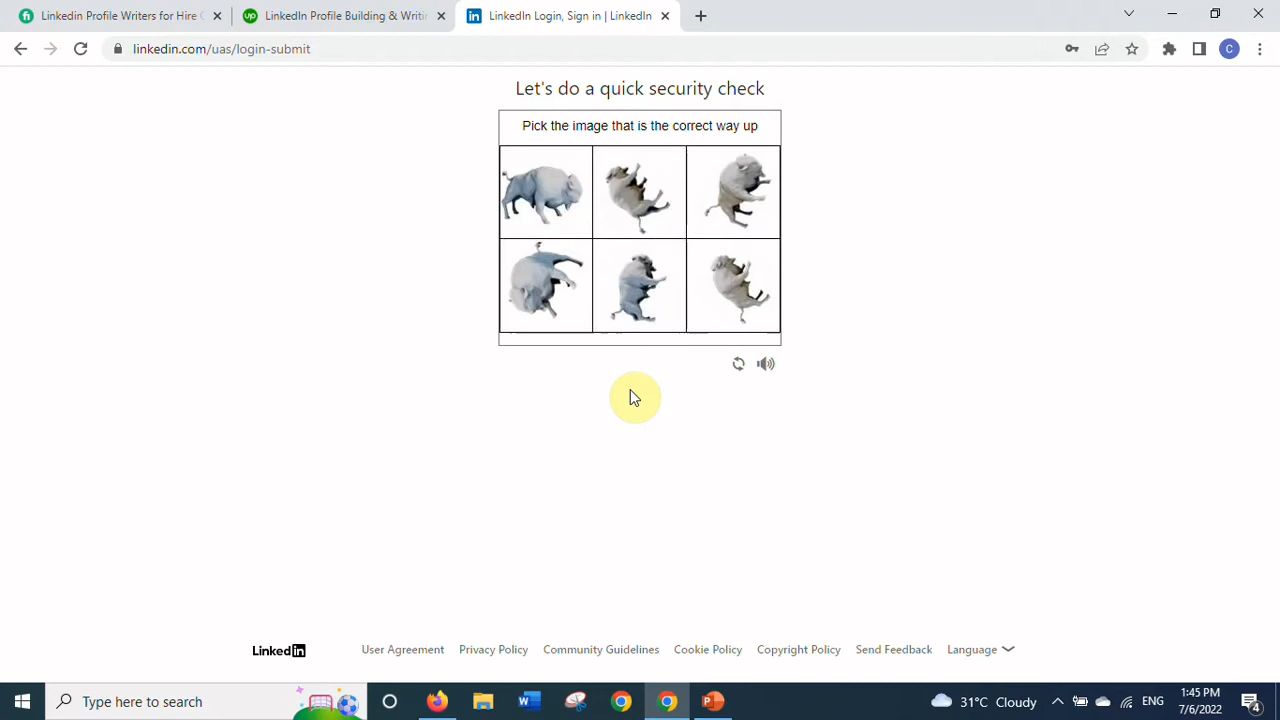 Linkedin Profile Writers for Hire
LinkedIn Profile Building & Writi
LinkedIn Login, Sign in | LinkedIn
linkedin.com/uas/login-submit
C
Let's do a quick security check
Pick the image that is the correct way up
LinkedIn
User Agreement
Privacy Policy
Community Guidelines
Cookie Policy
Copyright Policy
Send Feedback
Language
Type here to search
31°C Cloudy
ENG
1:45 PM
7/6/2022
4